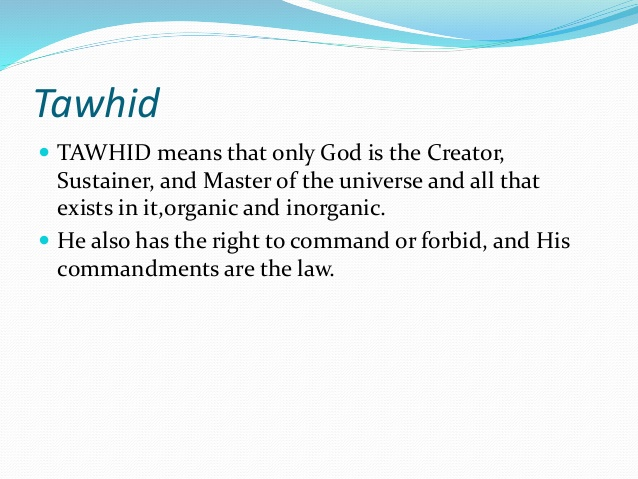 Tawhid
• TAWHID means that only God is the Creator,
Sustainer, and Master of the universe and all that
exists in it,organic and inorganic.
• He also has the right to command or forbid, and His
commandments are the law.